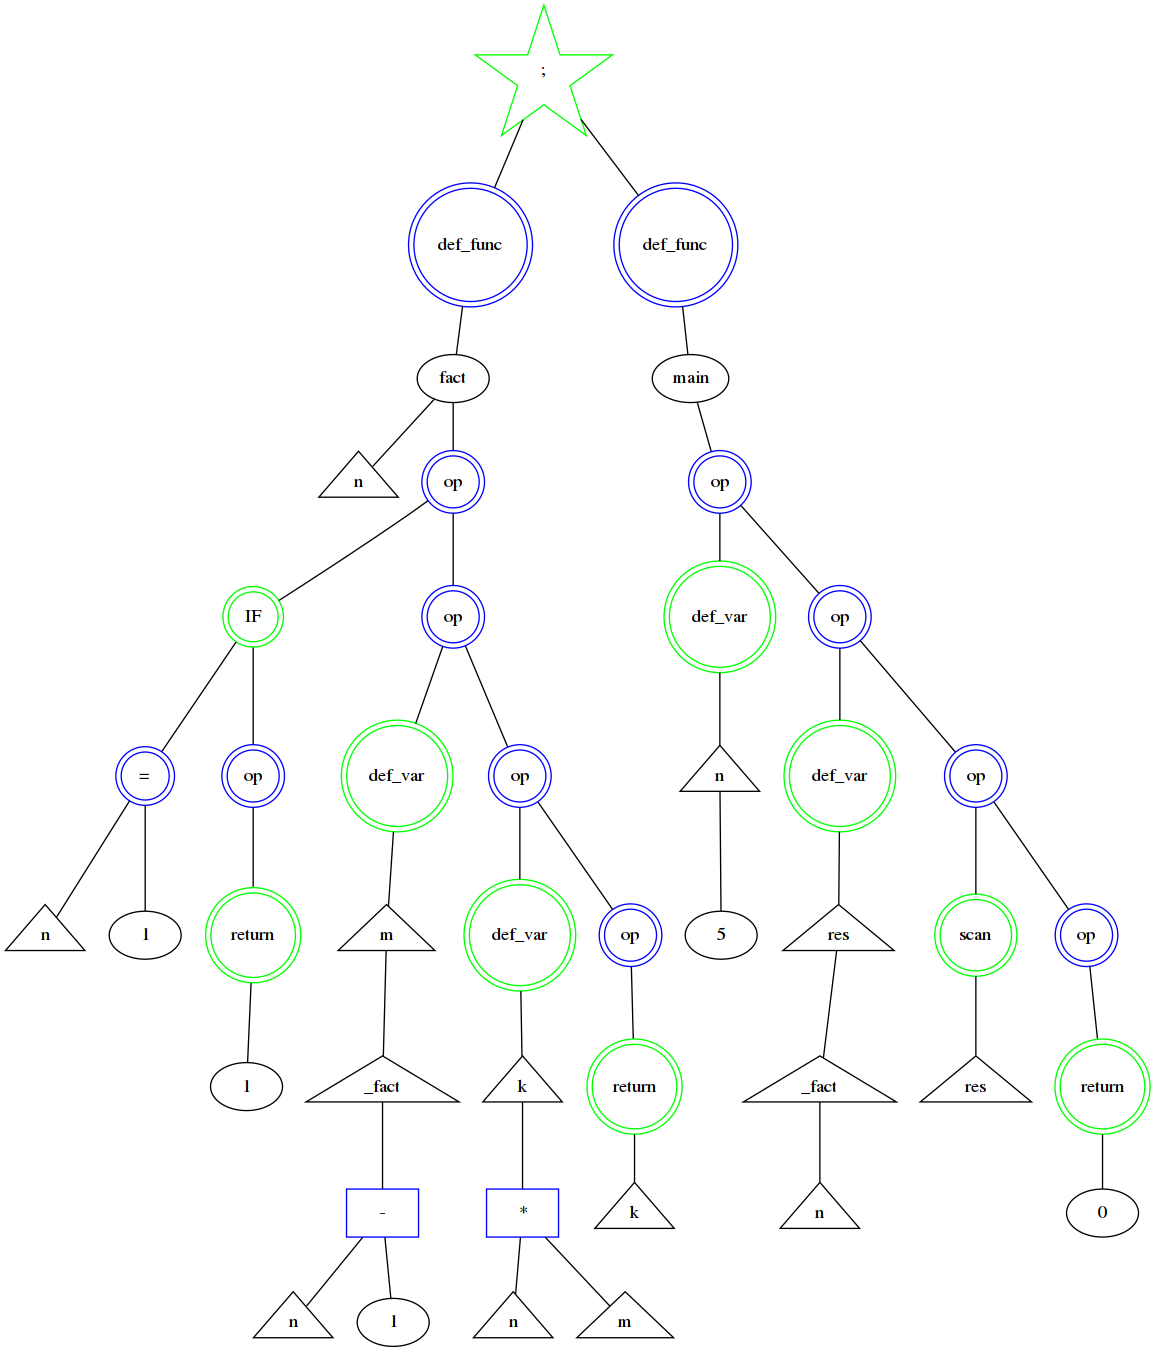 ;
def_func def_func
fact main
n op op
IF op def_var op
= op def_var op n def_var op
n 1 return m def_var op 5 res scan op
1 _fact k return _fact res return
- * k n 0
n 1 n m